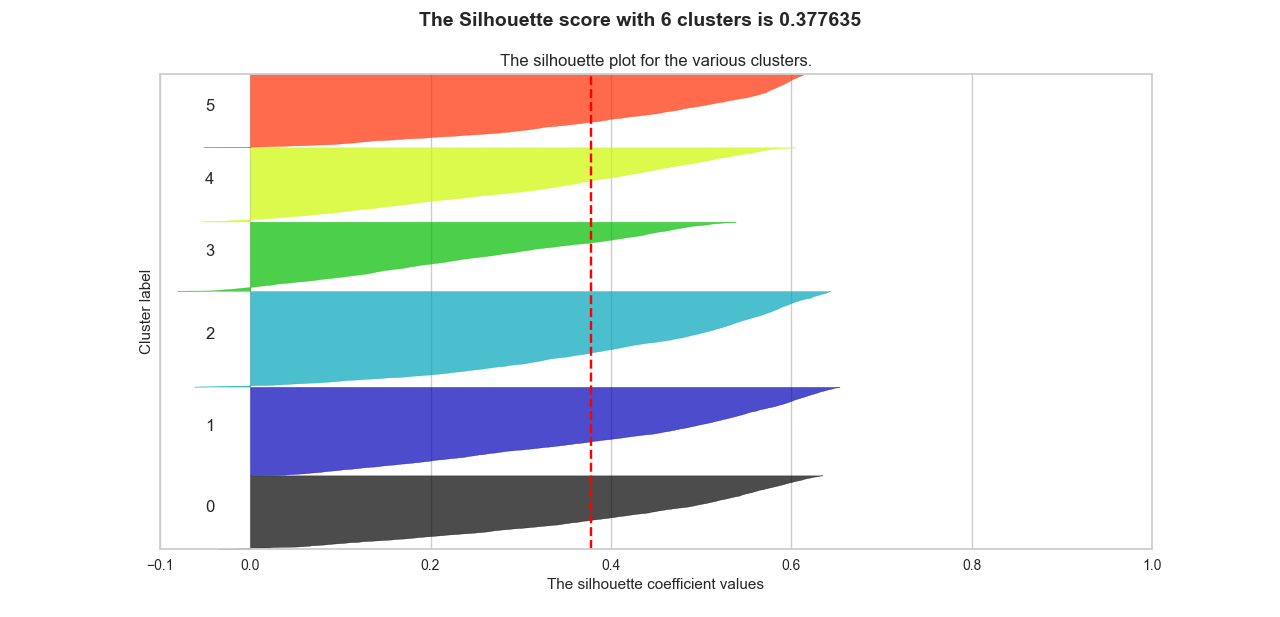 The Silhouette score with 6 clusters is 0.377635
The silhouette plot for the various clusters.
5
4
3
2
1
0
Cluster label
−0.1 0.0 0.2 0.4 0.6 0.8 1.0
The silhouette coefficient values